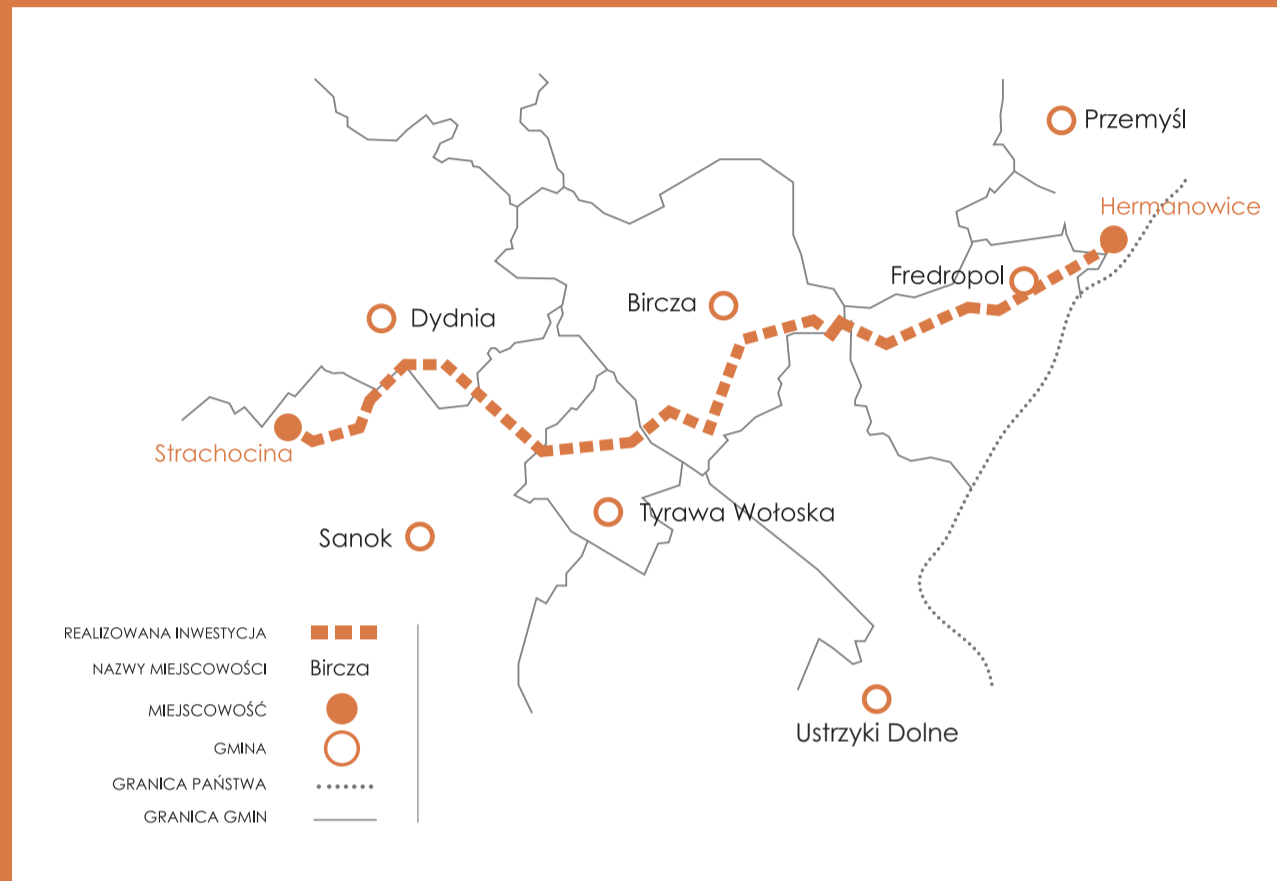 Przemyśl
Hermanowice
Fredropol
Bircza
Dydnia
Strachocina
Tyrawa Wołoska
Sanok
Ustrzyki Dolne
REALIZOWANA INWESTYCJA
NAZWY MIEJSCOWOŚCI Bircza
MIEJSCOWOŚĆ
GMINA
GRANICA PAŃSTWA
GRANICA GMIN